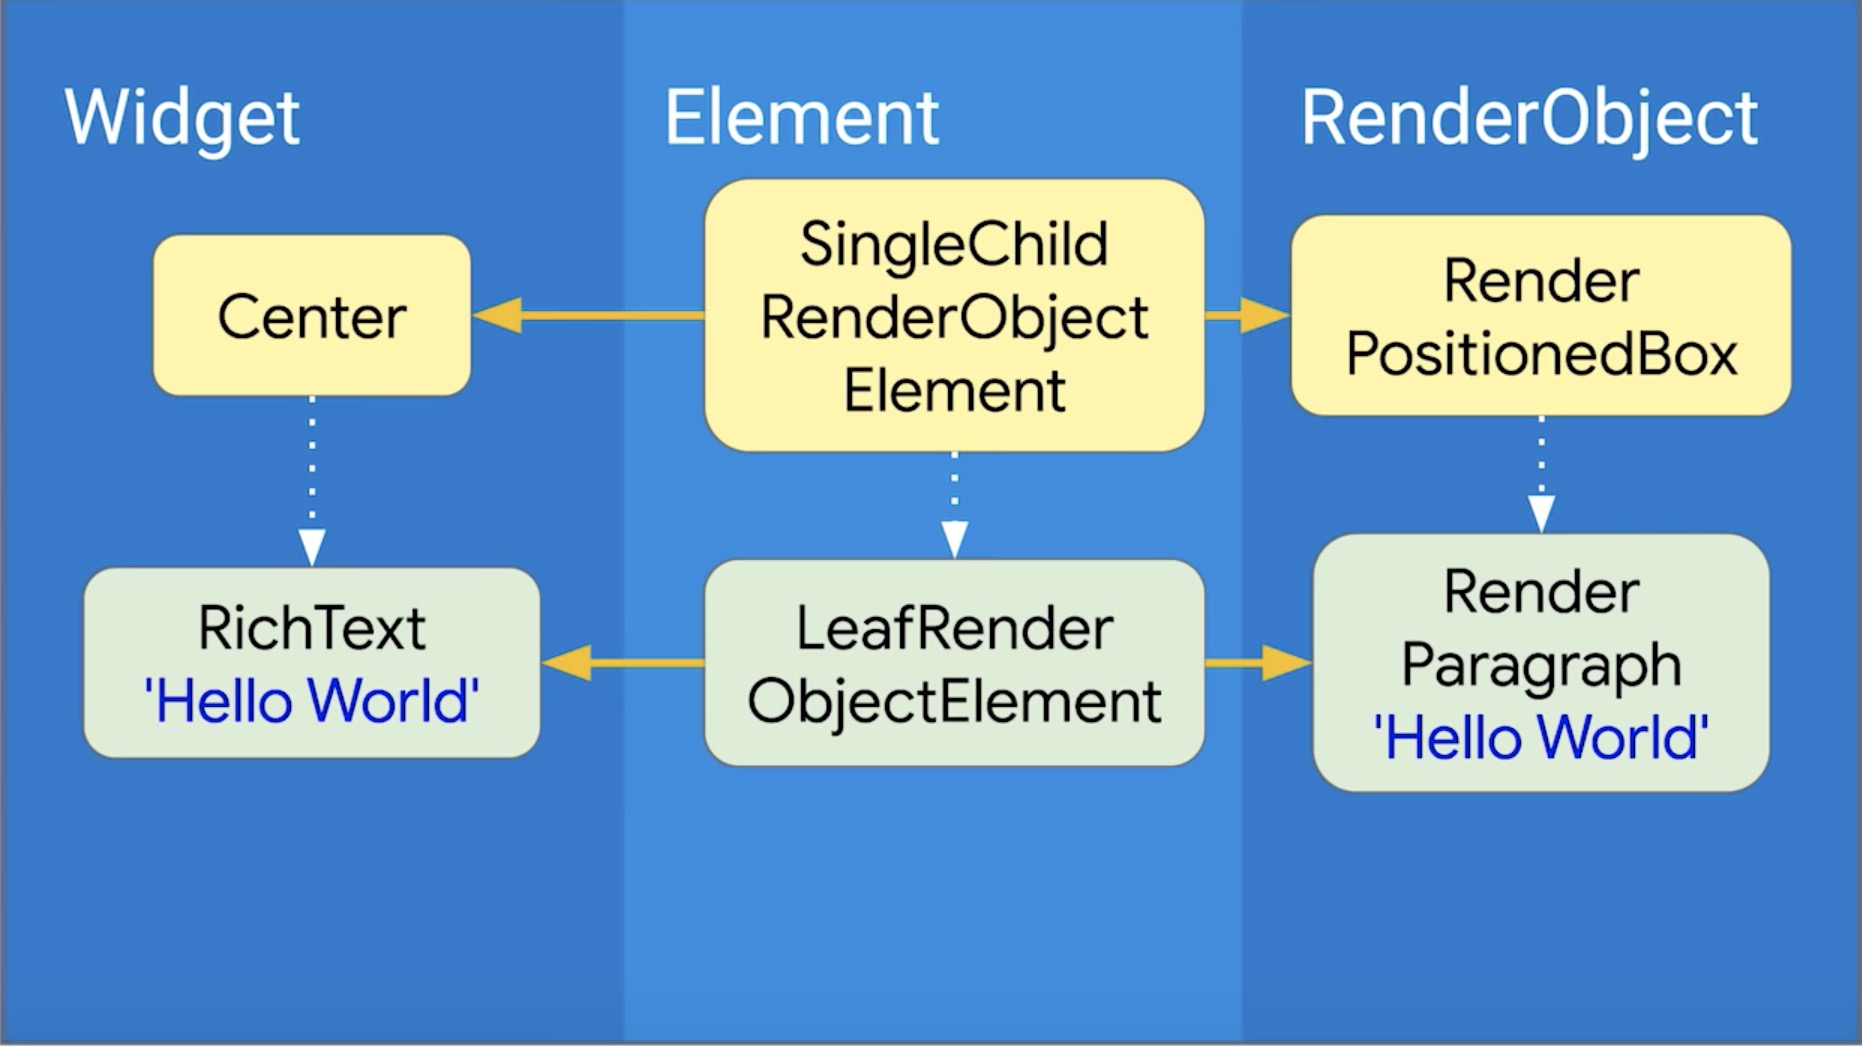 Widget
Element
RenderObject
Center
SingleChild
RenderObject
Element
Render
PositionedBox
RichText
'Hello World'
LeafRender
ObjectElement
Render
Paragraph
'Hello World'